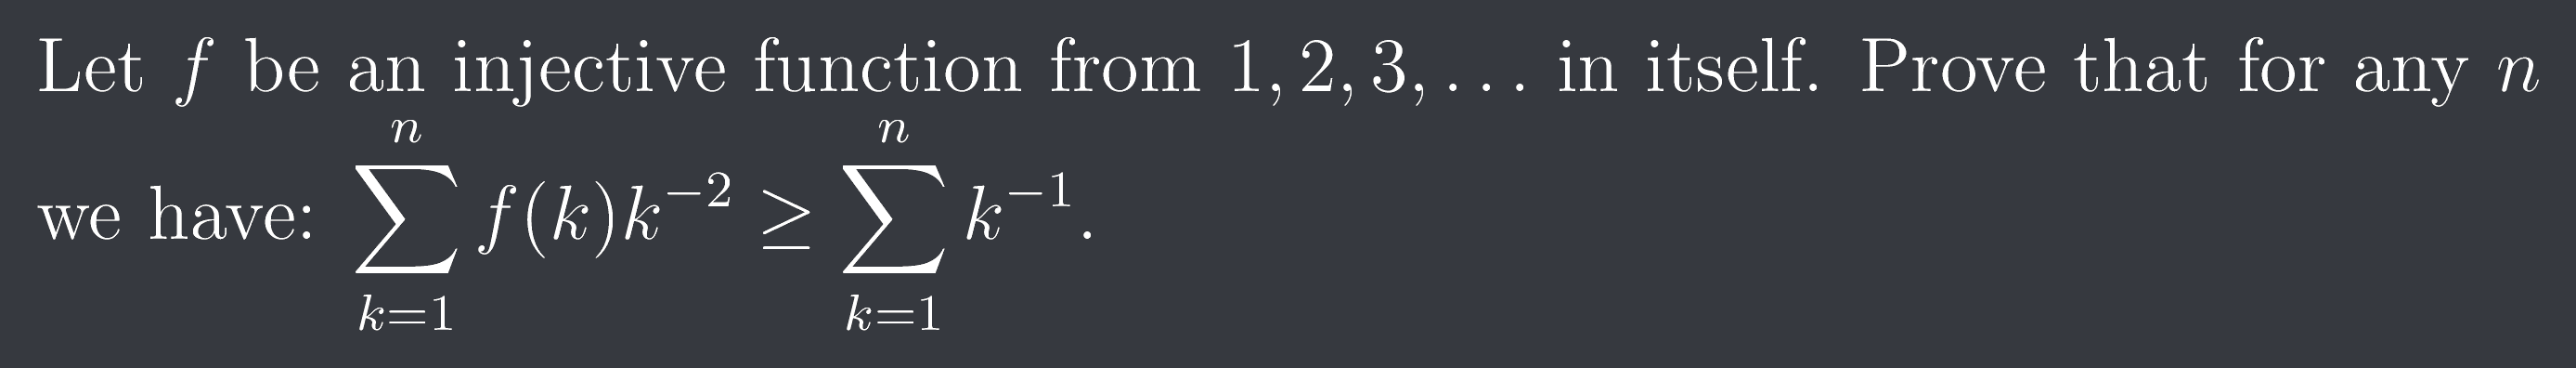 Let f be an injective function from 1, 2, 3, . . . in itself. Prove that for any n
we have: \sum_{k=1}^{n} f(k)k^{-2} \geq \sum_{k=1}^{n} k^{-1}.